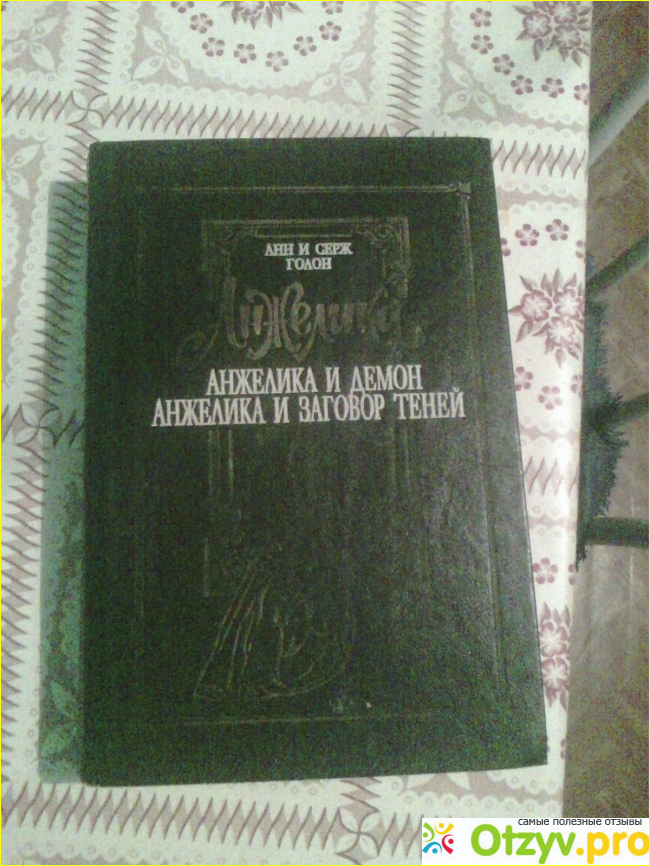 АНН И СЕРЖ
ГОЛОН
Анжелика
АНЖЕЛИКА И ДЕМОН
АНЖЕЛИКА И ЗАГОВОР ТЕНЕЙ
самые полезные отзывы
Otzyv.pro